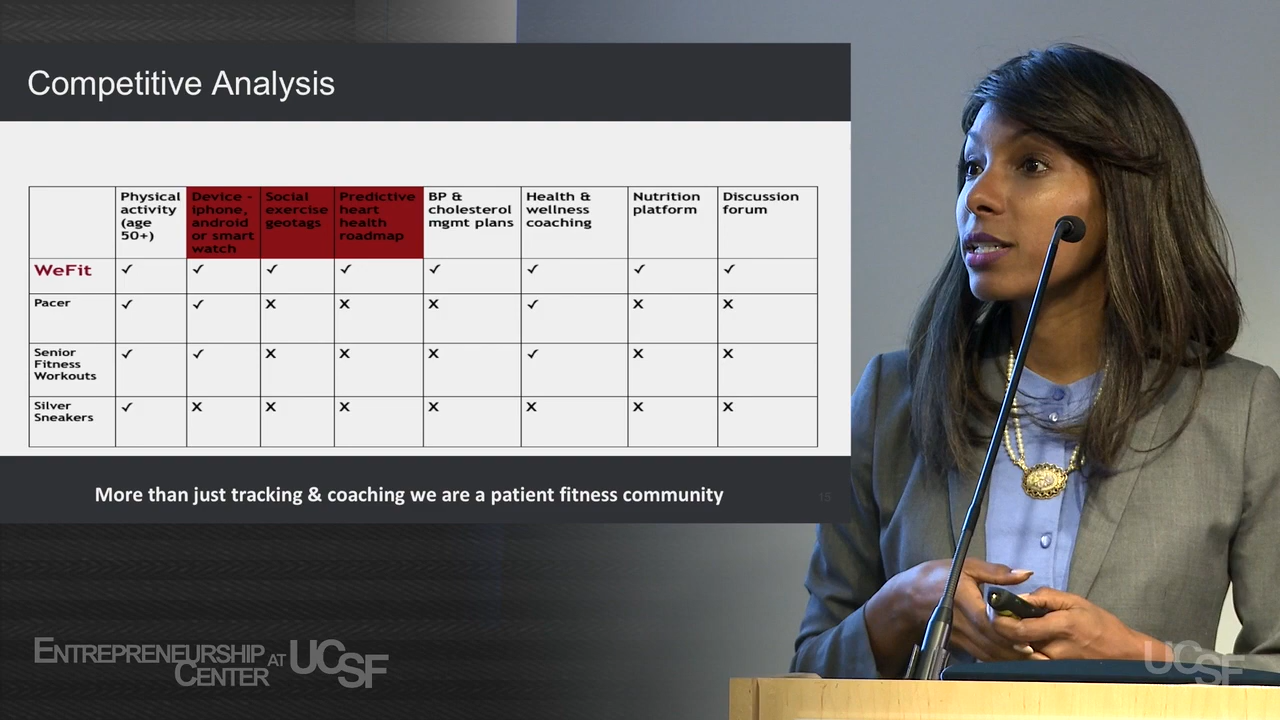 Competitive Analysis
Physical activity (age 50+)
Device - iphone, android or smart watch
Social exercise geotags
Predictive heart health roadmap
BP & cholesterol mgmt plans
Health & wellness coaching
Nutrition platform
Discussion forum
WeFit ✓ ✓ ✓ ✓ ✓ ✓ ✓ ✓
Pacer ✓ ✓ X X X ✓ X X
Senior Fitness Workouts ✓ ✓ X X X ✓ X X
Silver Sneakers ✓ X X X X X X X
More than just tracking & coaching we are a patient fitness community
15
ENTREPRENEURSHIP
CENTER AT UCSF
UCSF